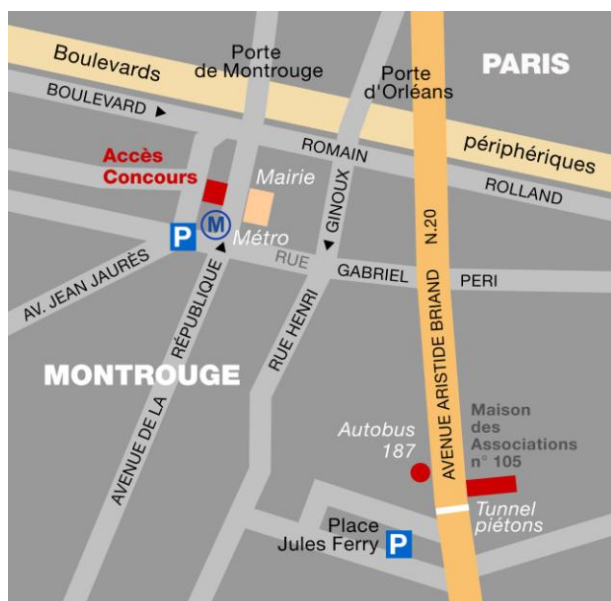 Boulevards
Porte
de Montrouge
Porte
d'Orléans
PARIS
périphériques
BOULEVARD
ROMAIN
ROLLAND
Accès
Concours
Mairie
GINOUX
N.20
P
M
Métro
RUE
GABRIEL
PERI
AV. JEAN JAURÈS
MONTROUGE
AVENUE DE LA RÉPUBLIQUE
RUE HENRI
AVENUE ARISTIDE BRIAND
Autobus
187
Maison
des
Associations
n° 105
Tunnel
piétons
Place
Jules Ferry
P